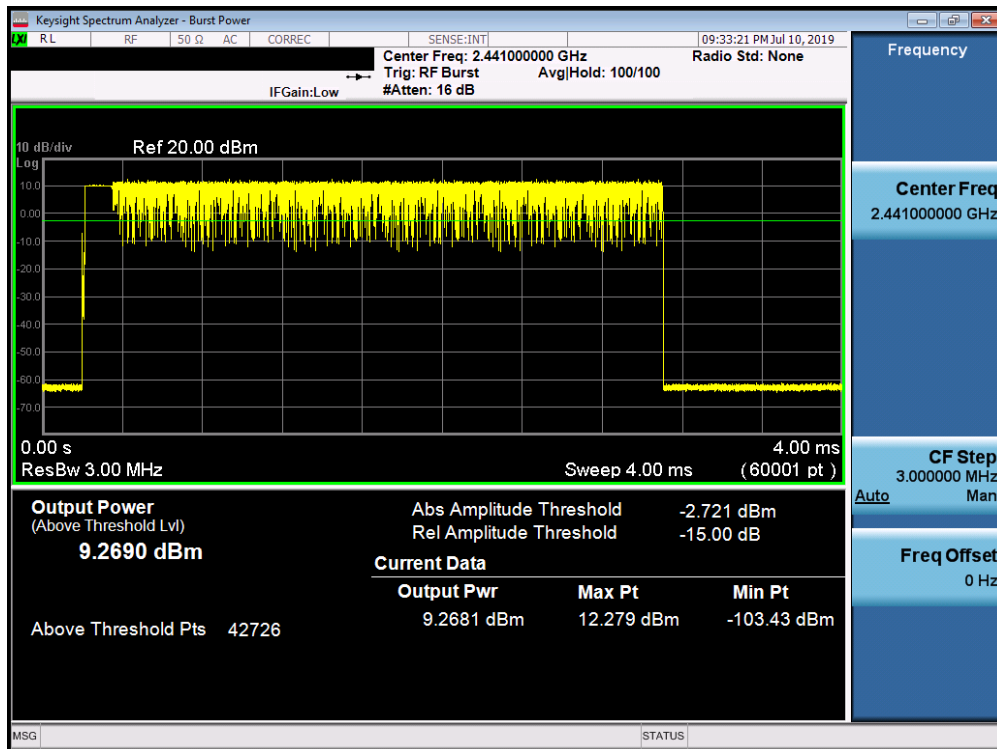 Keysight Spectrum Analyzer - Burst Power
LXI RL RF 50 Ω AC CORREC SENSE:INT 09:33:21 PM Jul 10, 2019
Center Freq: 2.441000000 GHz Radio Std: None
Trig: RF Burst Avg|Hold: 100/100
IFGain:Low #Atten: 16 dB
Frequency
10 dB/div Ref 20.00 dBm
Log
10.0
0.00
-10.0
-20.0
-30.0
-40.0
-50.0
-60.0
-70.0
0.00 s 4.00 ms
ResBw 3.00 MHz Sweep 4.00 ms (60001 pt)
Center Freq
2.441000000 GHz
CF Step
3.000000 MHz
Auto Man
Freq Offset
0 Hz
Output Power
(Above Threshold Lvl)
9.2690 dBm
Above Threshold Pts 42726
Abs Amplitude Threshold -2.721 dBm
Rel Amplitude Threshold -15.00 dB
Current Data
Output Pwr Max Pt Min Pt
9.2681 dBm 12.279 dBm -103.43 dBm
MSG STATUS